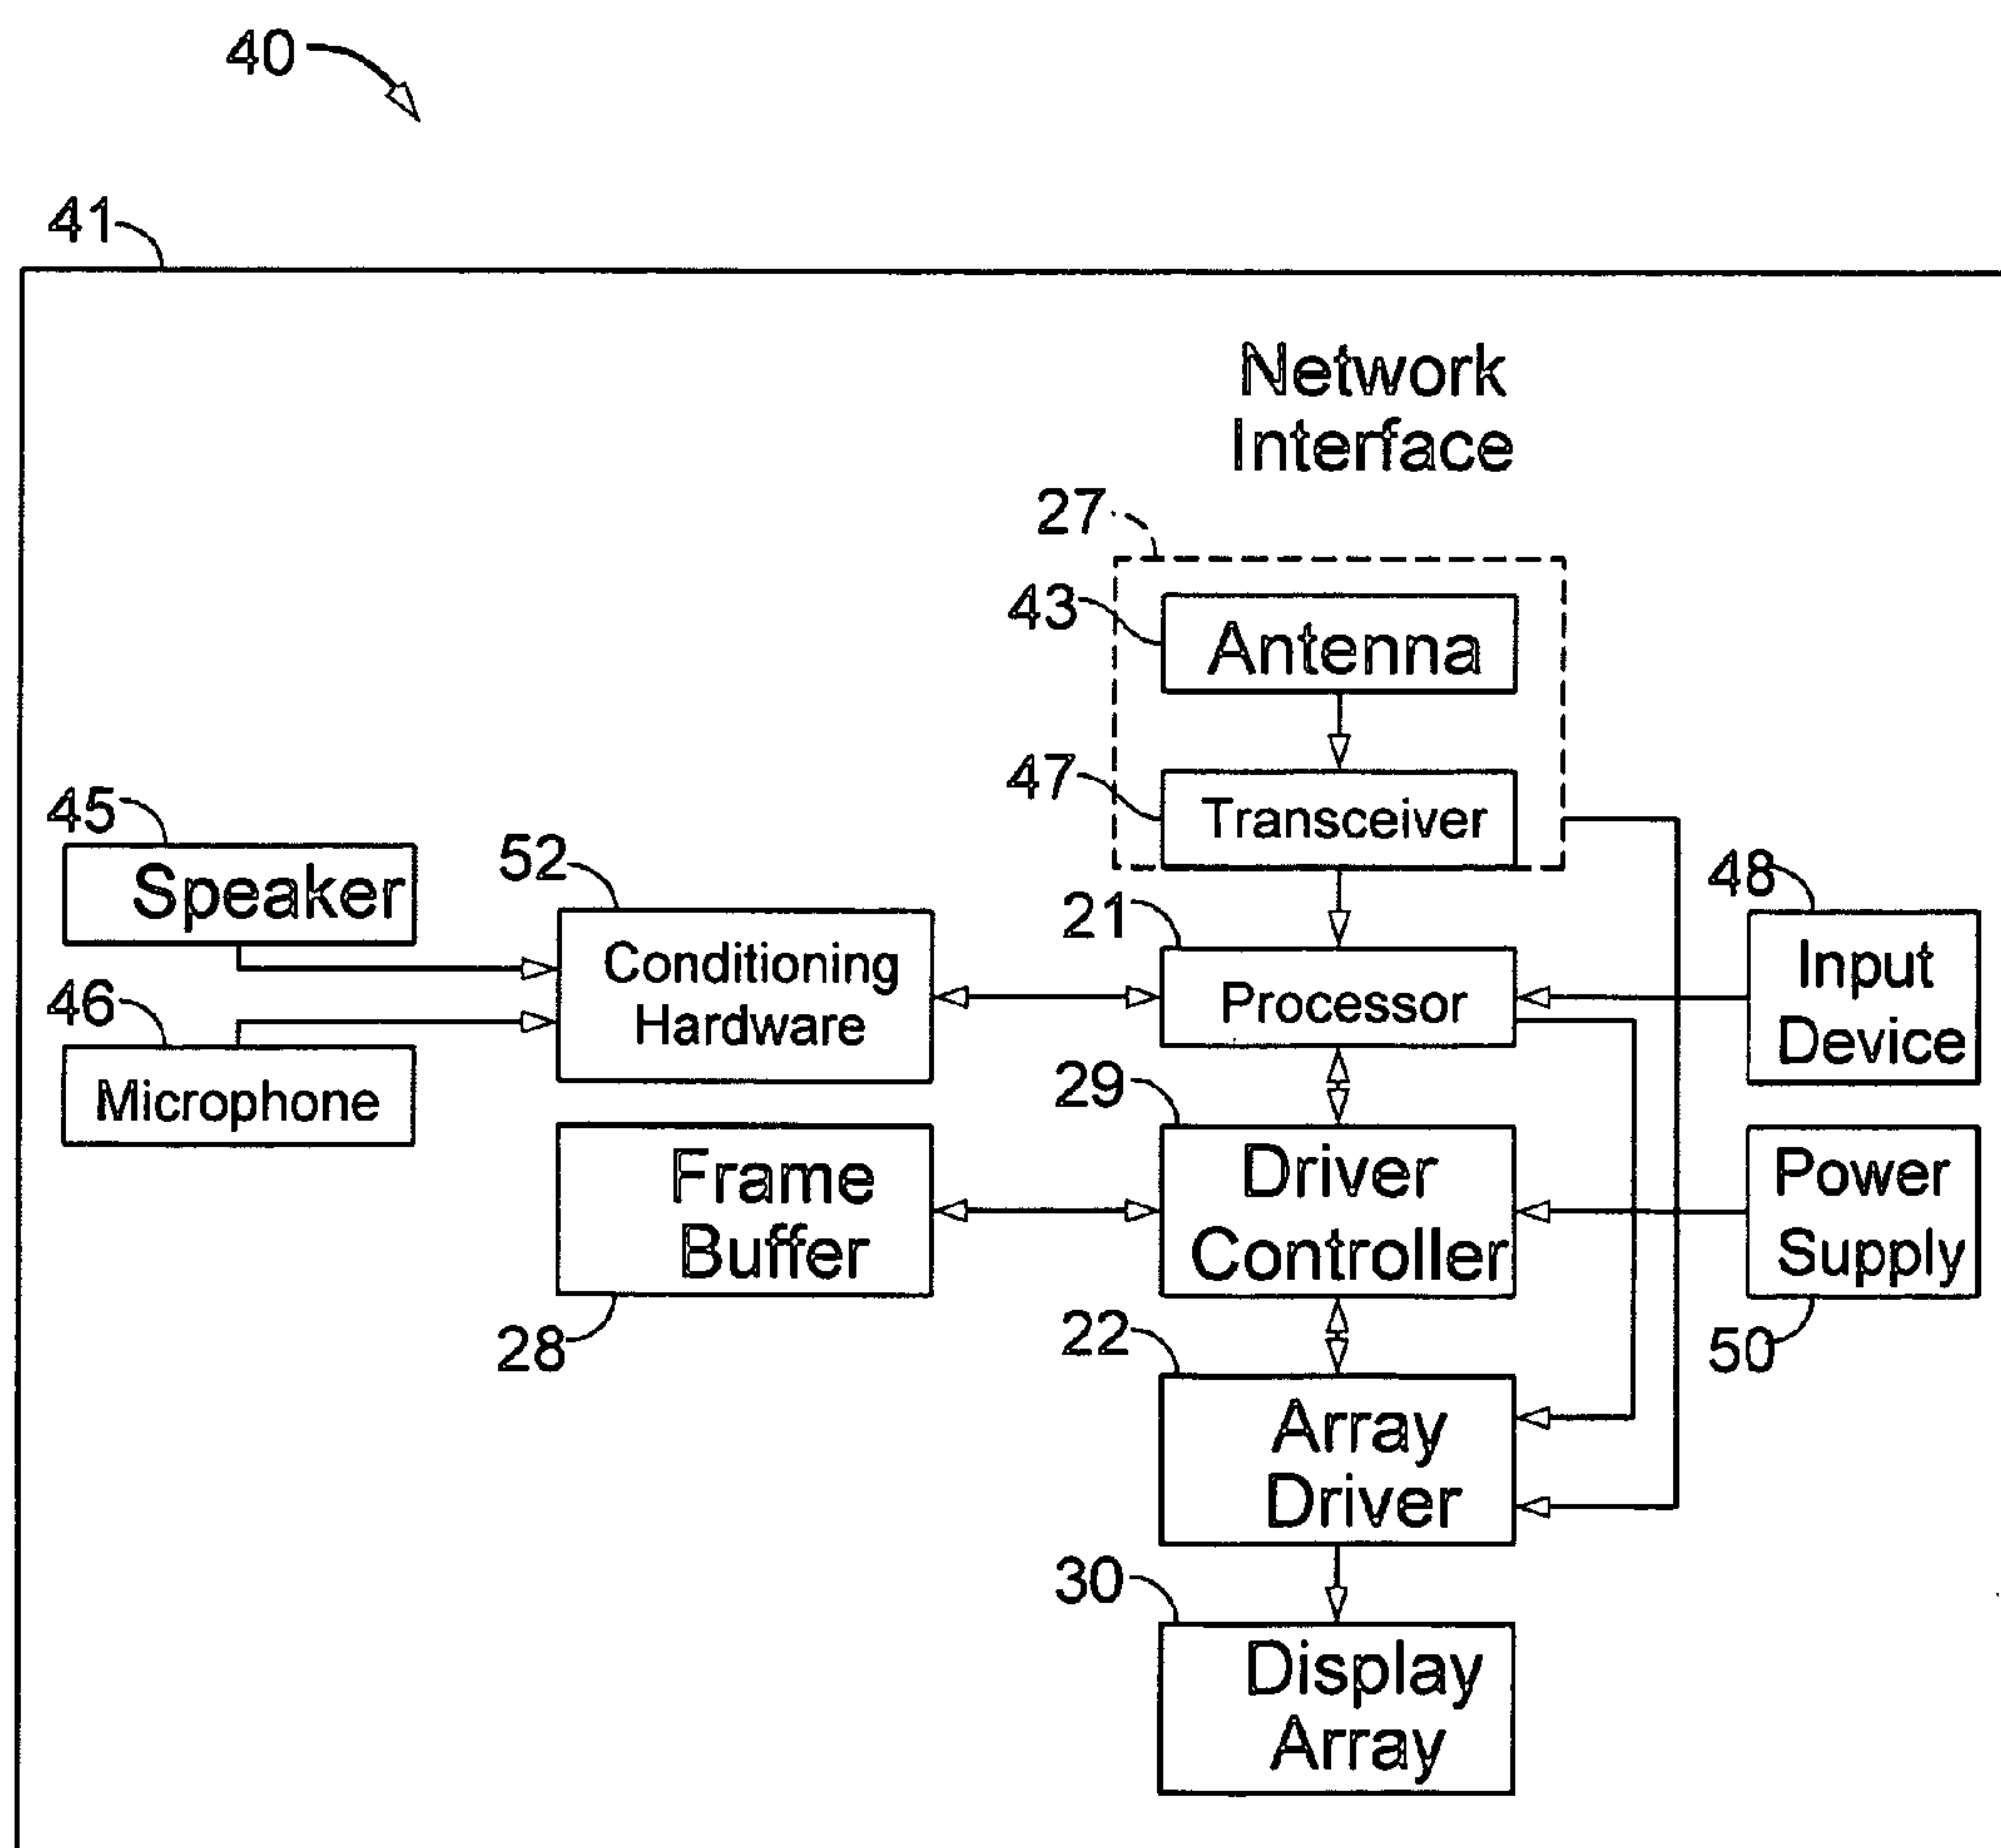 40
41
Network
Interface
27
43
Antenna
47
Transceiver
45
Speaker
52
Conditioning
Hardware
21
Processor
48
Input
Device
46
Microphone
29
Driver
Controller
Frame
Buffer
28
Power
Supply
50
22
Array
Driver
30
Display
Array